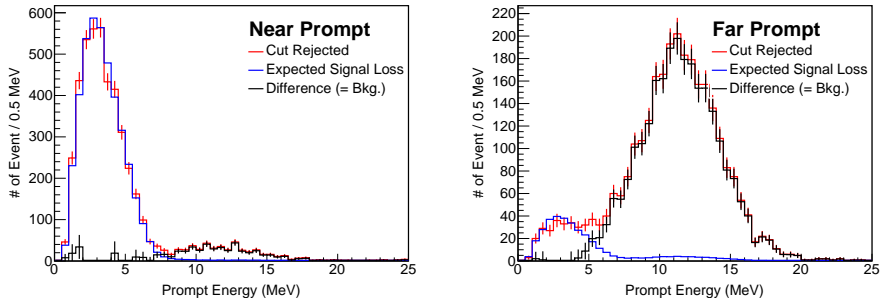 Near Prompt
Cut Rejected
Expected Signal Loss
Difference (= Bkg.)
# of Event / 0.5 MeV
600
500
400
300
200
100
0
0 5 10 15 20 25
Prompt Energy (MeV)
Far Prompt
Cut Rejected
Expected Signal Loss
Difference (= Bkg.)
# of Event / 0.5 MeV
220
200
180
160
140
120
100
80
60
40
20
0
0 5 10 15 20 25
Prompt Energy (MeV)